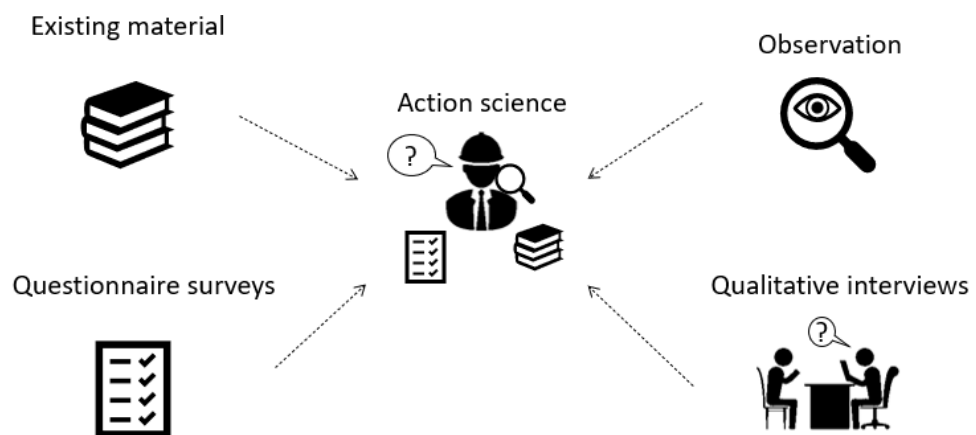 Existing material
Observation
Action science
?
Questionnaire surveys
Qualitative interviews
?